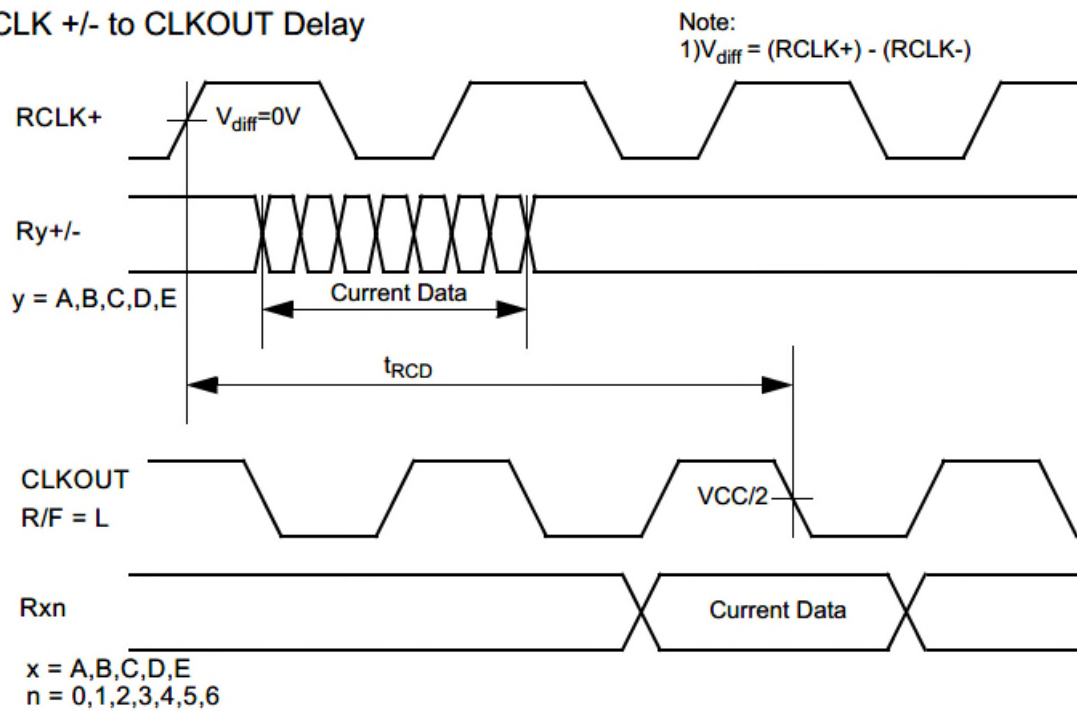 CLK +/- to CLKOUT Delay
Note:
1)Vdiff = (RCLK+) - (RCLK-)
RCLK+
Vdiff=0V
Ry+/-
y = A,B,C,D,E
Current Data
tRCD
CLKOUT
R/F = L
VCC/2
Rxn
Current Data
x = A,B,C,D,E
n = 0,1,2,3,4,5,6